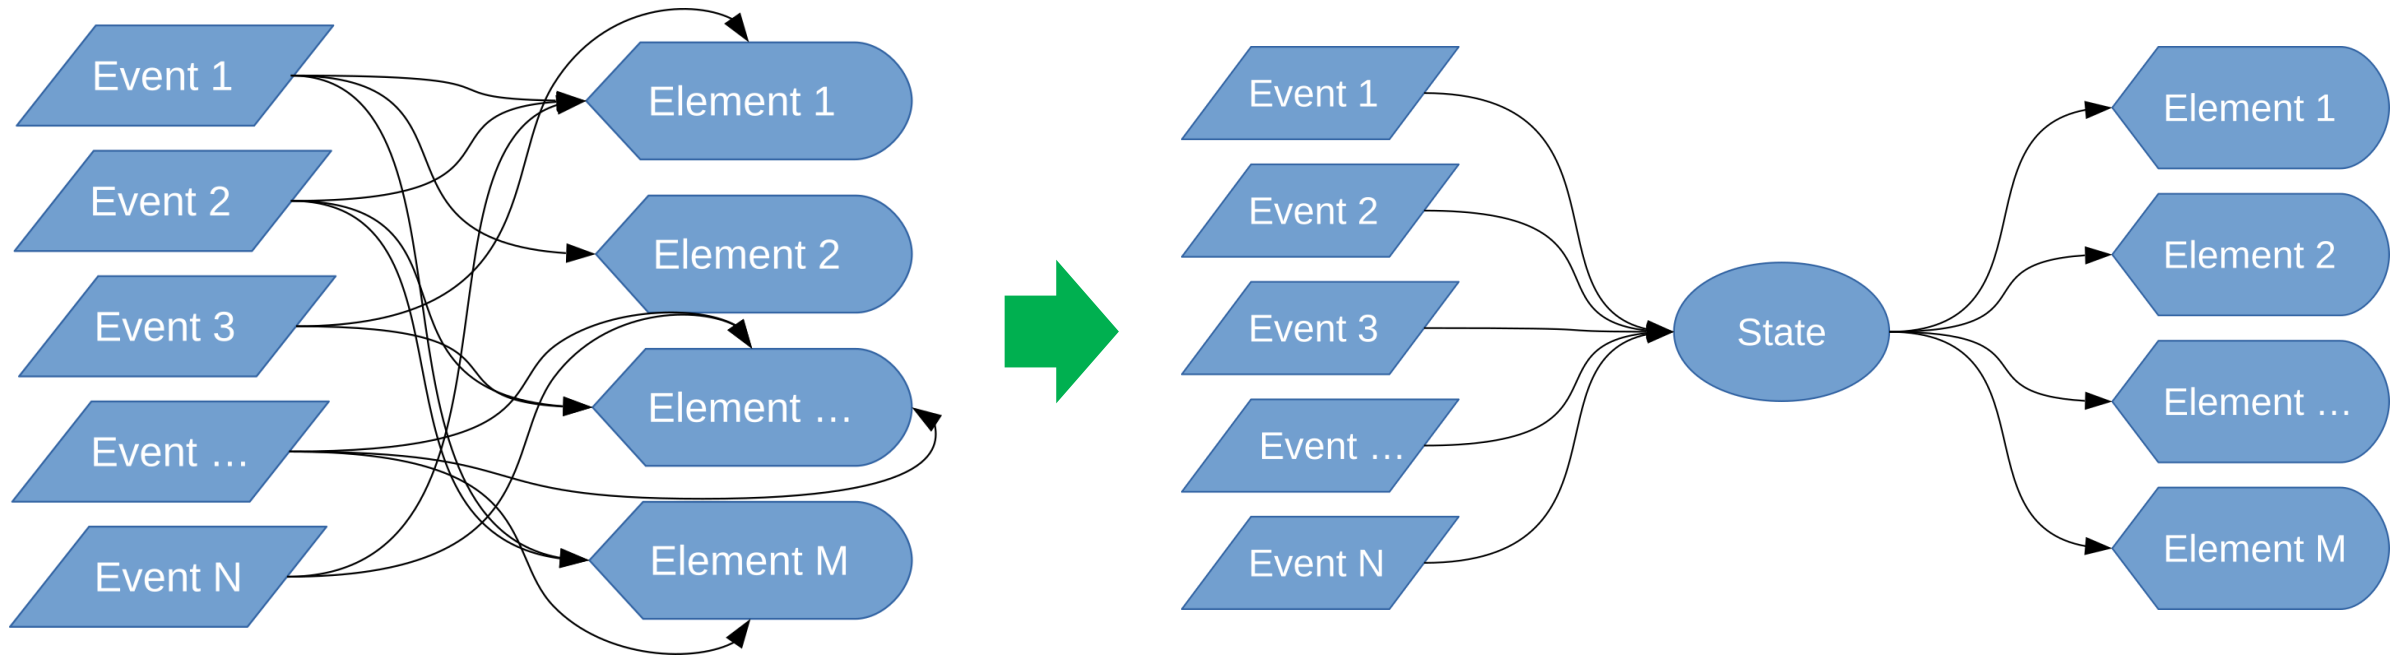 Event 1
Event 2
Event 3
Event …
Event N
Element 1
Element 2
Element …
Element M
Event 1
Event 2
Event 3
Event …
Event N
State
Element 1
Element 2
Element …
Element M